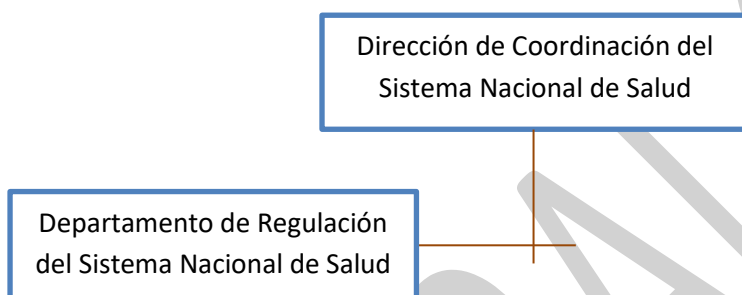 Dirección de Coordinación del
Sistema Nacional de Salud
Departamento de Regulación
del Sistema Nacional de Salud